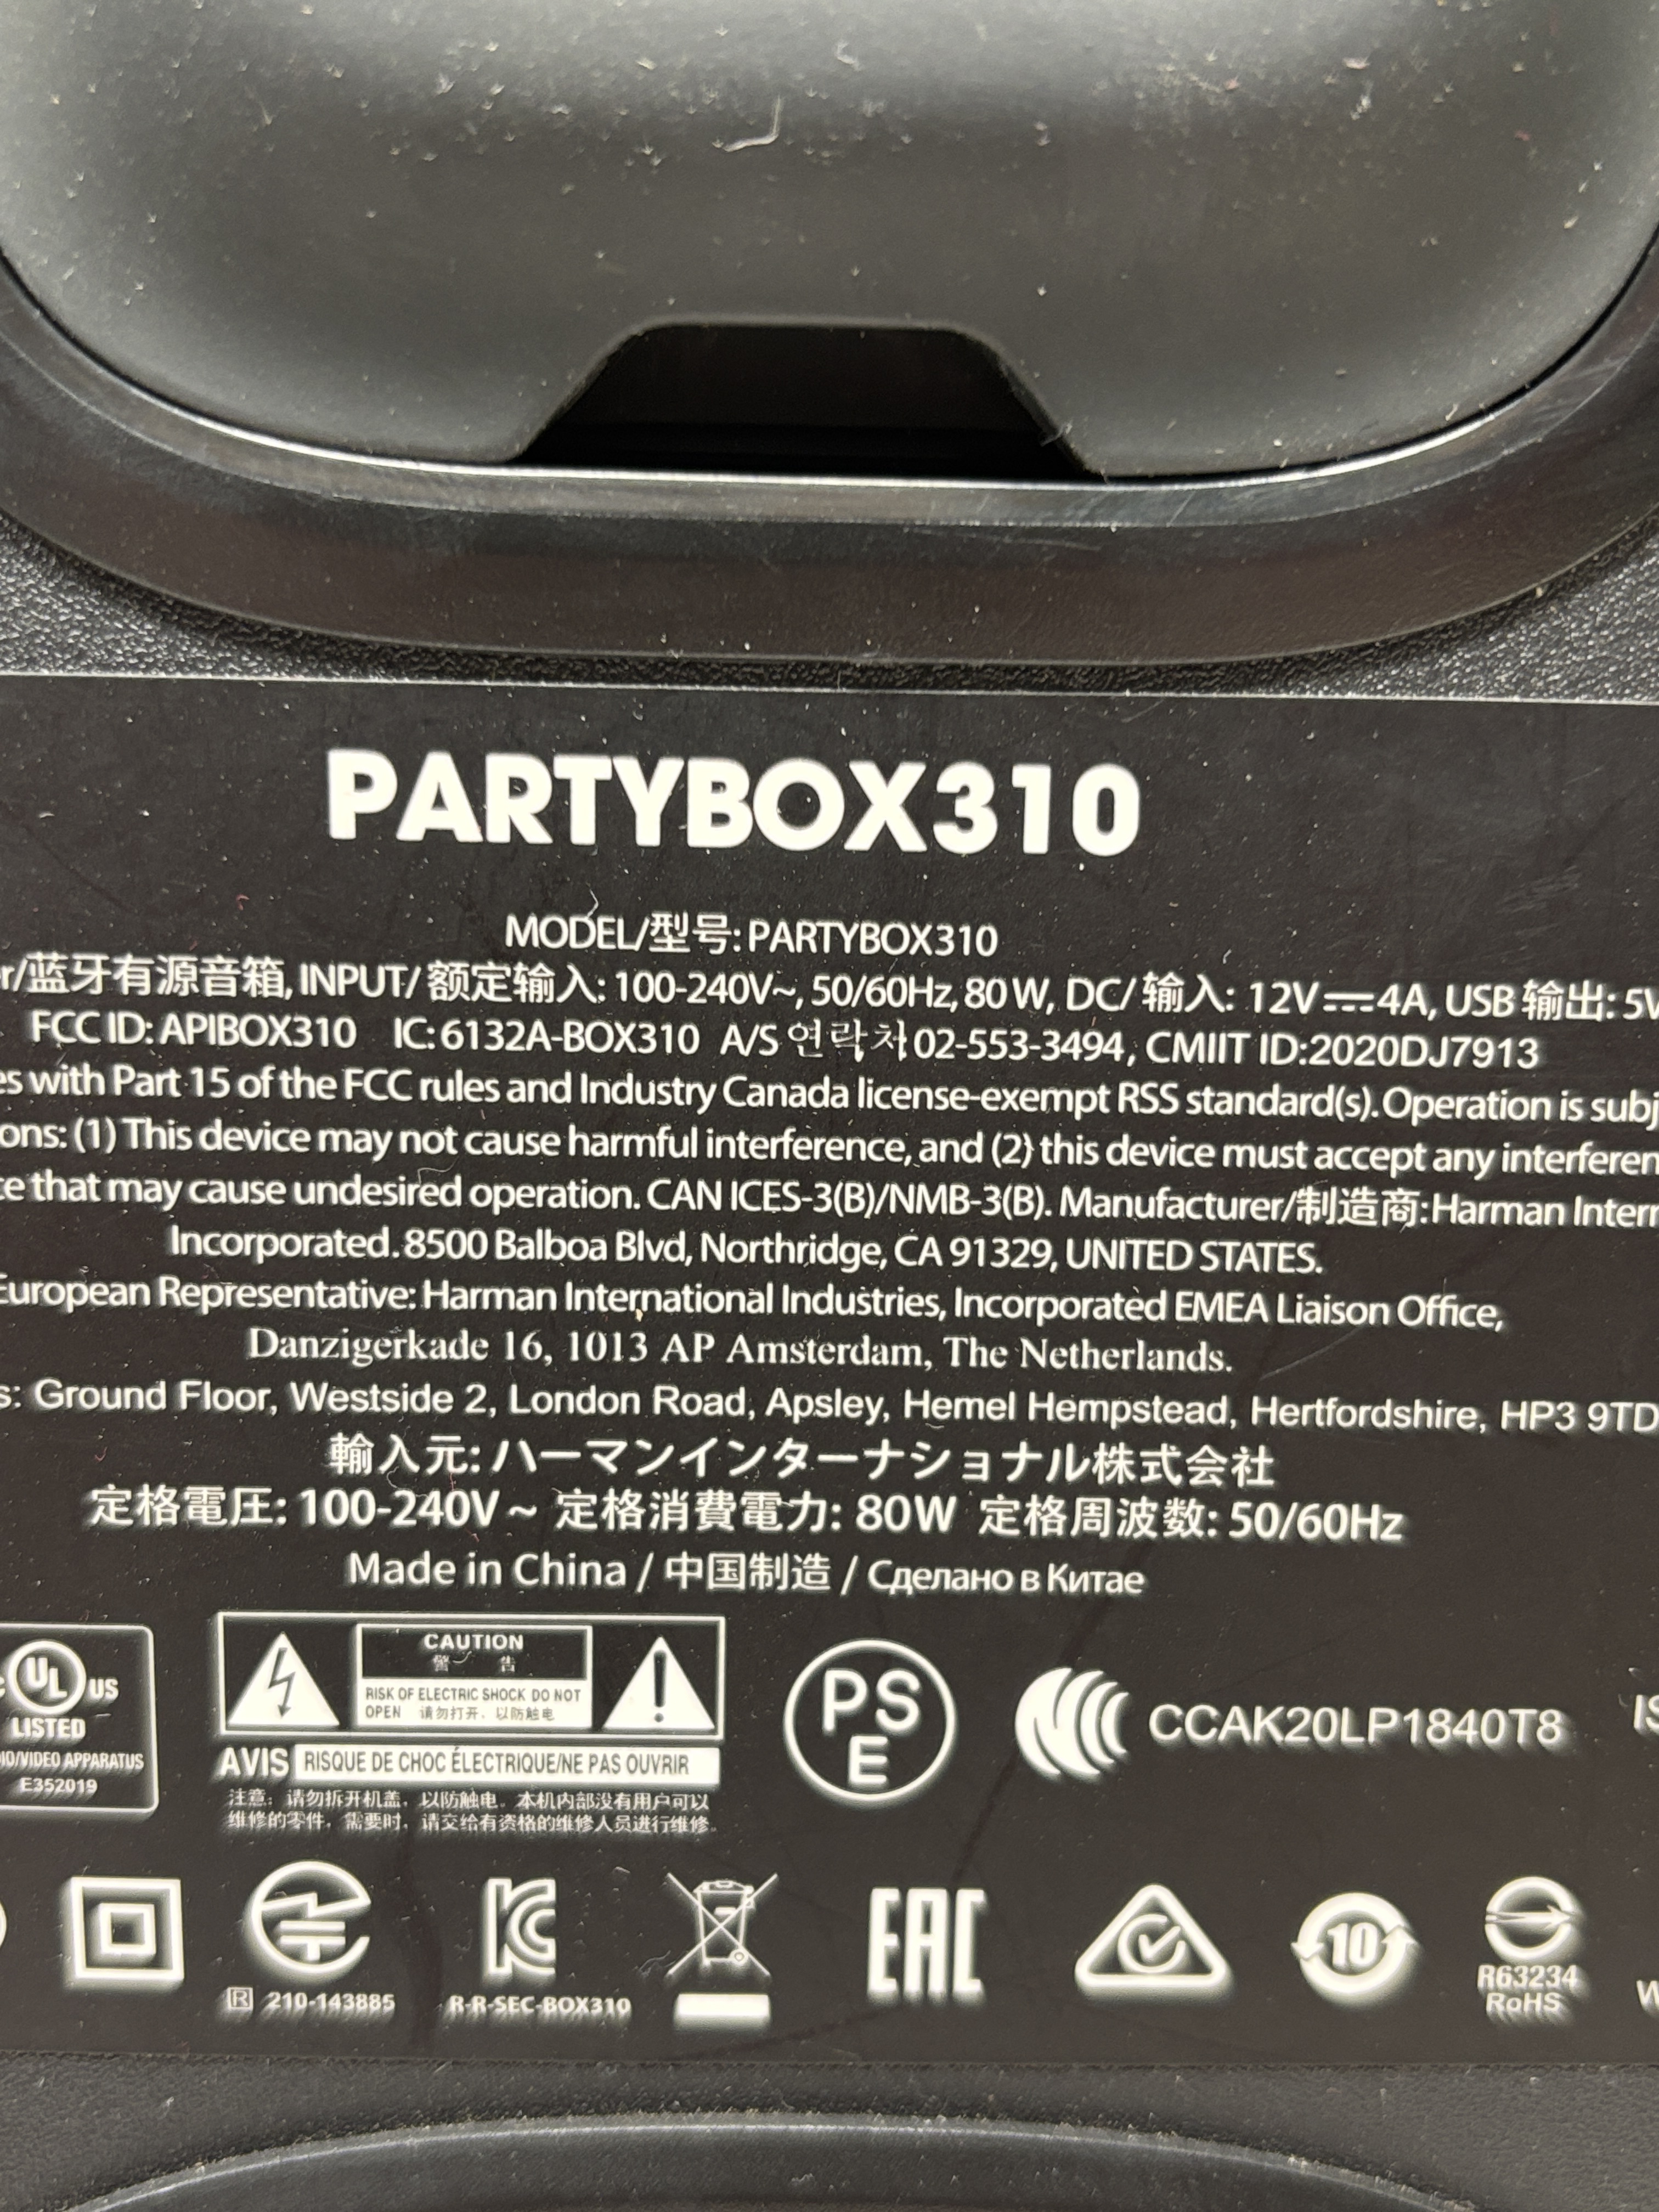 PARTYBOX310
MODEL/型号: PARTYBOX310
r/蓝牙有源音箱, INPUT/ 额定输入: 100-240V~, 50/60Hz, 80 W, DC/ 输入: 12V⎓4A, USB 输出: 5V
FCC ID: APIBOX310 IC: 6132A-BOX310 A/S 연락처 02-553-3494, CMIIT ID:2020DJ7913
es with Part 15 of the FCC rules and Industry Canada license-exempt RSS standard(s). Operation is subj
ons: (1) This device may not cause harmful interference, and (2) this device must accept any interferen
ce that may cause undesired operation. CAN ICES-3(B)/NMB-3(B). Manufacturer/制造商: Harman Intern
Incorporated. 8500 Balboa Blvd, Northridge, CA 91329, UNITED STATES.
European Representative: Harman International Industries, Incorporated EMEA Liaison Office,
Danzigerkade 16, 1013 AP Amsterdam, The Netherlands.
s: Ground Floor, Westside 2, London Road, Apsley, Hemel Hempstead, Hertfordshire, HP3 9TD
輸入元: ハーマンインターナショナル株式会社
定格電圧: 100-240V ~ 定格消費電力: 80W 定格周波数: 50/60Hz
Made in China / 中国制造 / Сделано в Китае
c UL US
LISTED
IO/VIDEO APPARATUS
E352019
CAUTION
警 告
RISK OF ELECTRIC SHOCK DO NOT
OPEN 请勿打开，以防触电
AVIS RISQUE DE CHOC ÉLECTRIQUE/NE PAS OUVRIR
注意：请勿拆开机盖，以防触电。本机内部没有用户可以
维修的零件，需要时，请交给有资格的维修人员进行维修。
PSE
CCAK20LP1840T8
IS
R 210-143885
R-R-SEC-BOX310
EAC
10
R63234
RoHS
W